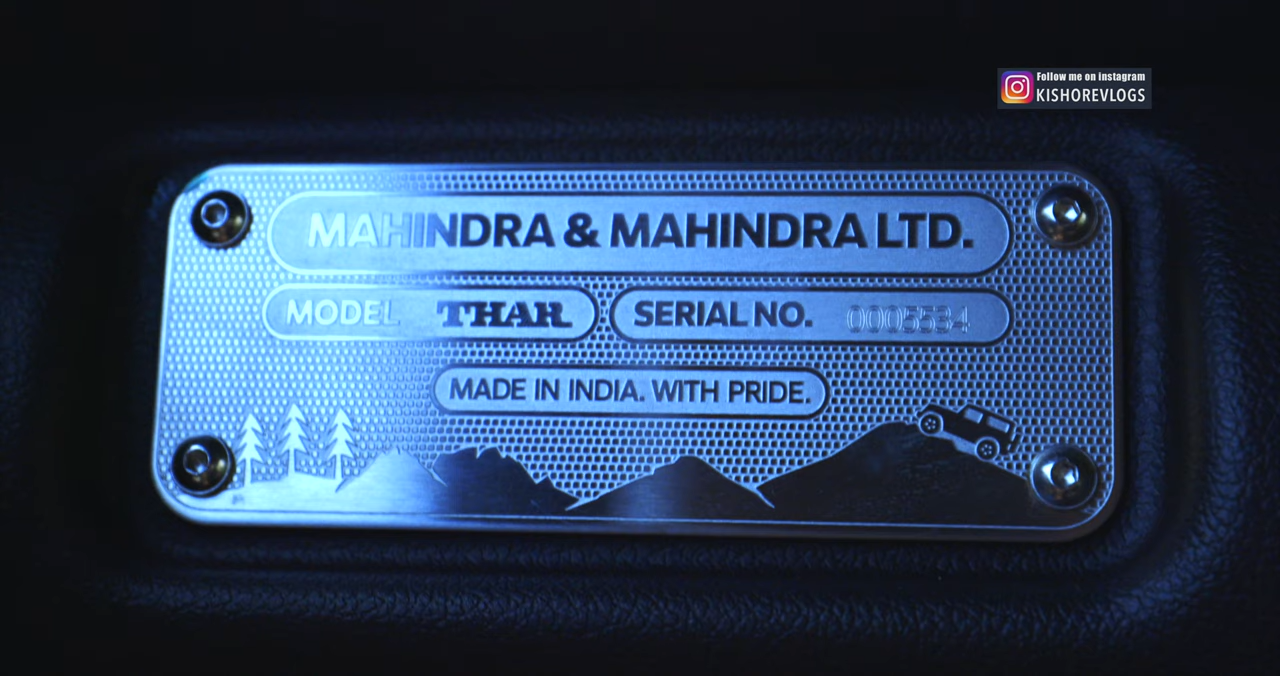 Follow me on instagram
KISHOREVLOGS
MAHINDRA & MAHINDRA LTD.
MODEL THAR SERIAL NO. 0005534
MADE IN INDIA. WITH PRIDE.